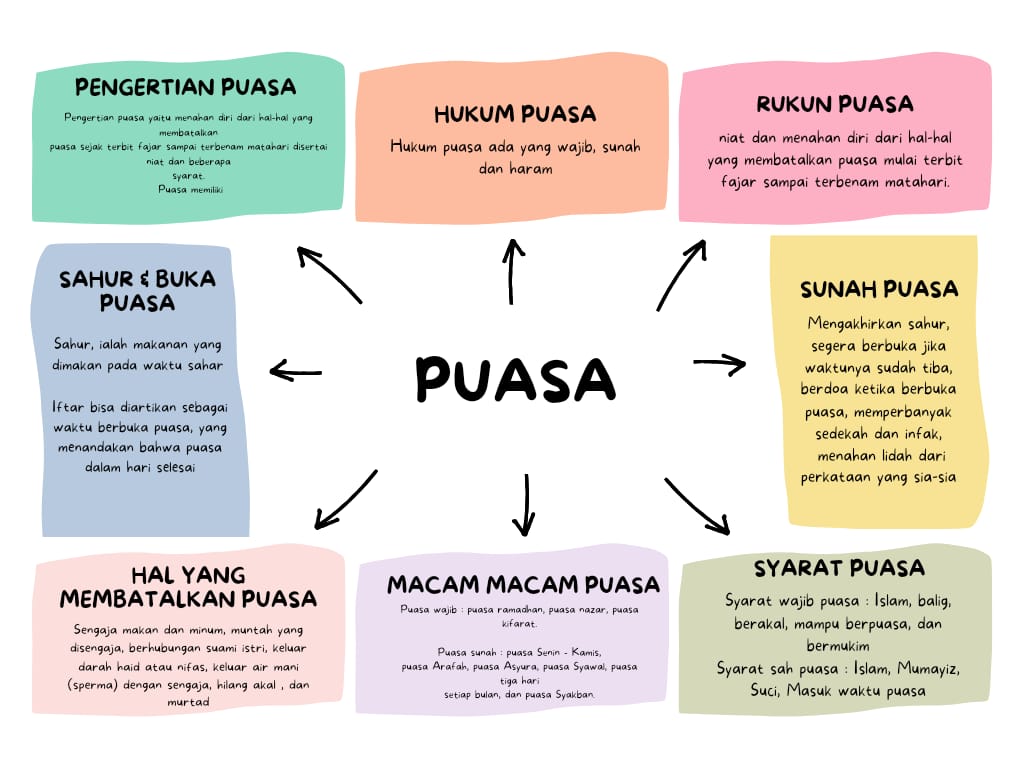 PENGERTIAN PUASA
Pengertian puasa yaitu menahan diri dari hal-hal yang
membatalkan
puasa sejak terbit fajar sampai terbenam matahari disertai
niat dan beberapa
syarat.
Puasa memiliki
HUKUM PUASA
Hukum puasa ada yang wajib, sunah
dan haram
RUKUN PUASA
niat dan menahan diri dari hal-hal
yang membatalkan puasa mulai terbit
fajar sampai terbenam matahari.
SAHUR & BUKA
PUASA
Sahur, ialah makanan yang
dimakan pada waktu sahar
Iftar bisa diartikan sebagai
waktu berbuka puasa, yang
menandakan bahwa puasa
dalam hari selesai
PUASA
SUNAH PUASA
Mengakhirkan sahur,
segera berbuka jika
waktunya sudah tiba,
berdoa ketika berbuka
puasa, memperbanyak
sedekah dan infak,
menahan lidah dari
perkataan yang sia-sia
HAL YANG
MEMBATALKAN PUASA
Sengaja makan dan minum, muntah yang
disengaja, berhubungan suami istri, keluar
darah haid atau nifas, keluar air mani
(sperma) dengan sengaja, hilang akal , dan
murtad
MACAM MACAM PUASA
Puasa wajib : puasa ramadhan, puasa nazar, puasa
kifarat.
Puasa sunah : puasa Senin - Kamis,
puasa Arafah, puasa Asyura, puasa Syawal, puasa
tiga hari
setiap bulan, dan puasa Syakban.
SYARAT PUASA
Syarat wajib puasa : Islam, balig,
berakal, mampu berpuasa, dan
bermukim
Syarat sah puasa : Islam, Mumayiz,
Suci, Masuk waktu puasa